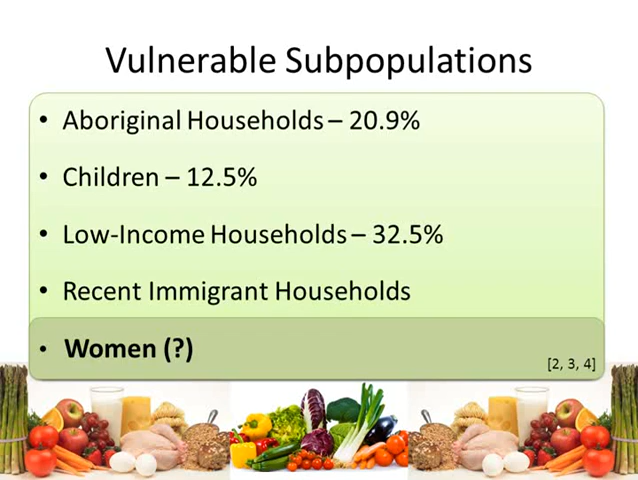 Vulnerable Subpopulations
• Aboriginal Households – 20.9%
• Children – 12.5%
• Low-Income Households – 32.5%
• Recent Immigrant Households
• Women (?)
[2, 3, 4]